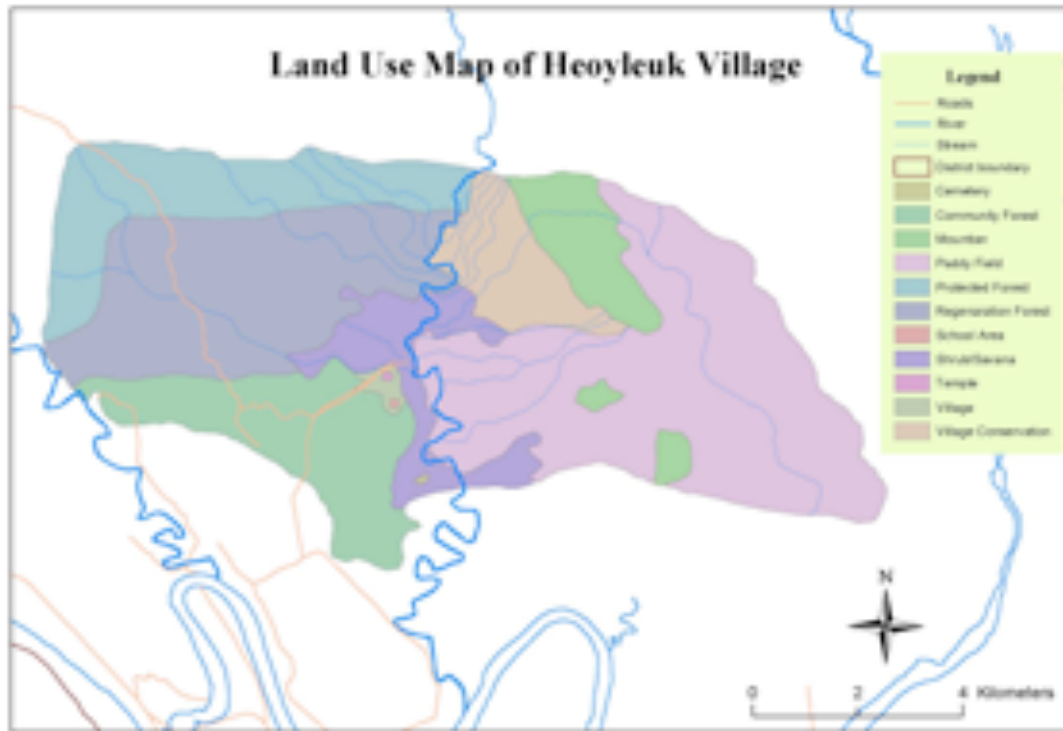 Land Use Map of Heoyleuk Village
Legend
Roads
River
Stream
District boundary
Cemetery
Community Forest
Mountian
Paddy Field
Protected Forest
Regeneration Forest
School Area
Shrub/Savana
Temple
Village
Village Conservation
N
0 2 4 Kilometers